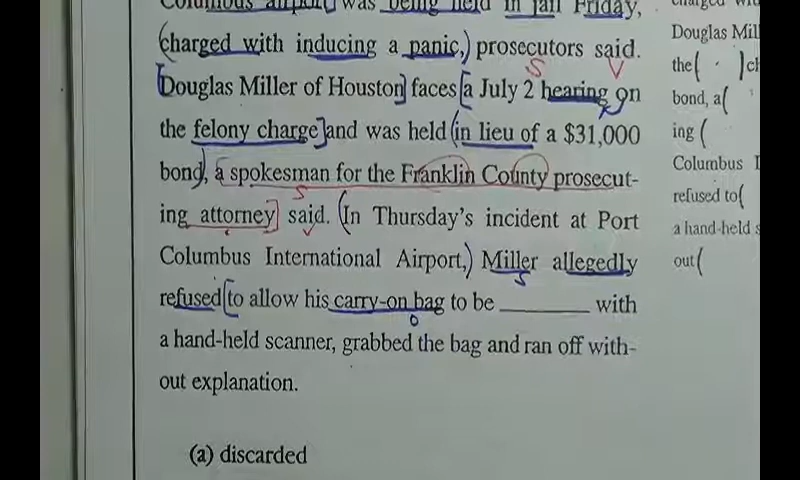 Columbus airport, was being held in jail Friday,
charged with inducing a panic, prosecutors said.
Douglas Miller of Houston faces a July 2 hearing on
the felony charge and was held in lieu of a $31,000
bond, a spokesman for the Franklin County prosecut-
ing attorney said. In Thursday's incident at Port
Columbus International Airport, Miller allegedly
refused to allow his carry-on bag to be ________ with
a hand-held scanner, grabbed the bag and ran off with-
out explanation.
(a) discarded
charged
Douglas Mil
the( ) cl
bond, a(
ing (
Columbus I
refused to(
a hand-held s
out (